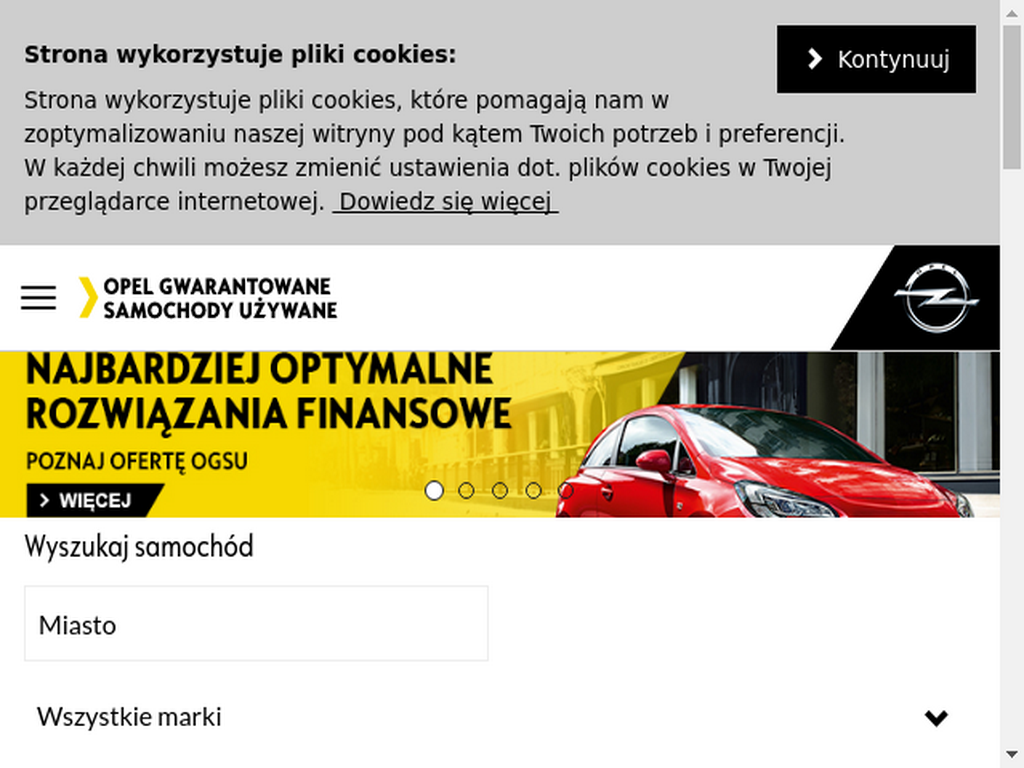 Strona wykorzystuje pliki cookies:
Kontynuuj
Strona wykorzystuje pliki cookies, które pomagają nam w
zoptymalizowaniu naszej witryny pod kątem Twoich potrzeb i preferencji.
W każdej chwili możesz zmienić ustawienia dot. plików cookies w Twojej
przeglądarce internetowej. Dowiedz się więcej
OPEL GWARANTOWANE
SAMOCHODY UŻYWANE
OPEL
NAJBARDZIEJ OPTYMALNE
ROZWIĄZANIA FINANSOWE
POZNAJ OFERTĘ OGSU
WIĘCEJ
Wyszukaj samochód
Miasto
Wszystkie marki